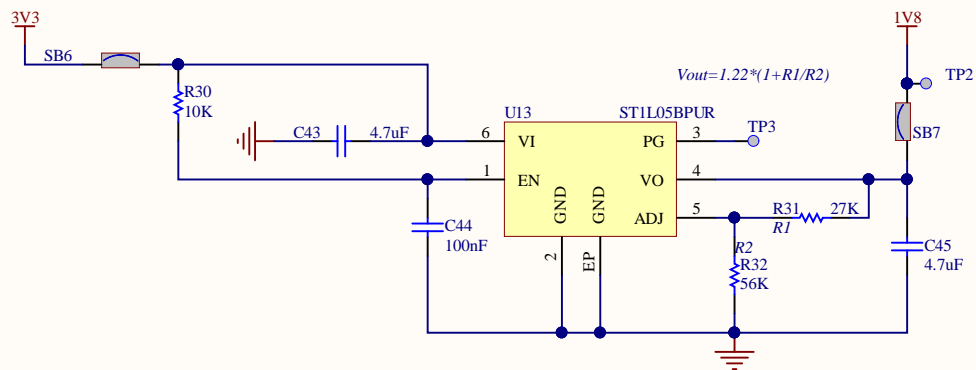 3V3
1V8
SB6
TP2
Vout=1.22*(1+R1/R2)
R30
10K
U13
ST1L05BPUR
SB7
C43
4.7uF
6
VI
PG
3
TP3
1
EN
VO
4
GND
GND
ADJ
5
R31
27K
R1
C44
100nF
2
EP
R2
R32
56K
C45
4.7uF